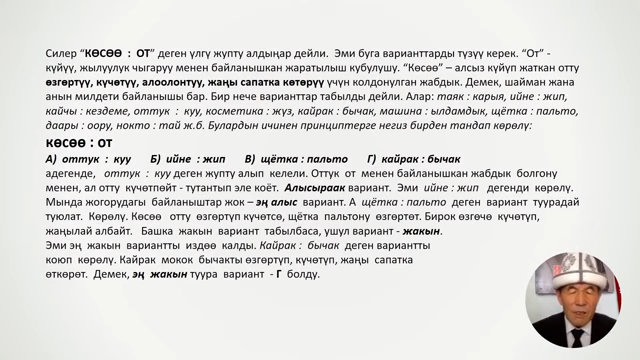 Силер “КӨСӨӨ : ОТ” деген үлгү жупту алдыңар дейли. Эми буга варианттарды түзүү керек. “От” -
күйүү, жылуулук чыгаруу менен байланышкан жаратылыш кубулушу. “Көсөө” – алсыз күйүп жаткан отту
өзгөртүү, күчөтүү, алоолонтуу, жаңы сапатка көтөрүү үчүн колдонулган жабдык. Демек, шайман жана
анын милдети байланышы бар. Бир нече варианттар табылды дейли. Алар: таяк : карыя, ийне : жип,
кайчы : кездеме, оттук : куу, косметика : жүз, кайрак : бычак, машина : ылдамдык, щётка : пальто,
даары : оору, нокто : тай ж.б. Булардын ичинен принциптерге негиз бирден тандап көрөлү:
көсөө : от
А) оттук : куу Б) ийне : жип В) щётка : пальто Г) кайрак : бычак
адегенде, оттук : куу деген жупту алып келели. Оттук от менен байланышкан жабдык болгону
менен, ал отту күчөтпөйт - тутантып эле коёт. Алысыраак вариант. Эми ийне : жип дегенди көрөлү.
Мында жогорудагы байланыштар жок – эң алыс вариант. А щётка : пальто деген вариант туурадай
туюлат. Көрөлү. Көсөө отту өзгөртүп күчөтсө, щётка пальтону өзгөртөт. Бирок өзгөчө күчөтүп,
жаңылай албайт. Башка жакын вариант табылбаса, ушул вариант - жакын.
Эми эң жакын вариантты издөө калды. Кайрак : бычак деген вариантты
коюп көрөлү. Кайрак мокок бычакты өзгөртүп, күчөтүп, жаңы сапатка
өткөрөт. Демек, эң жакын туура вариант - Г болду.